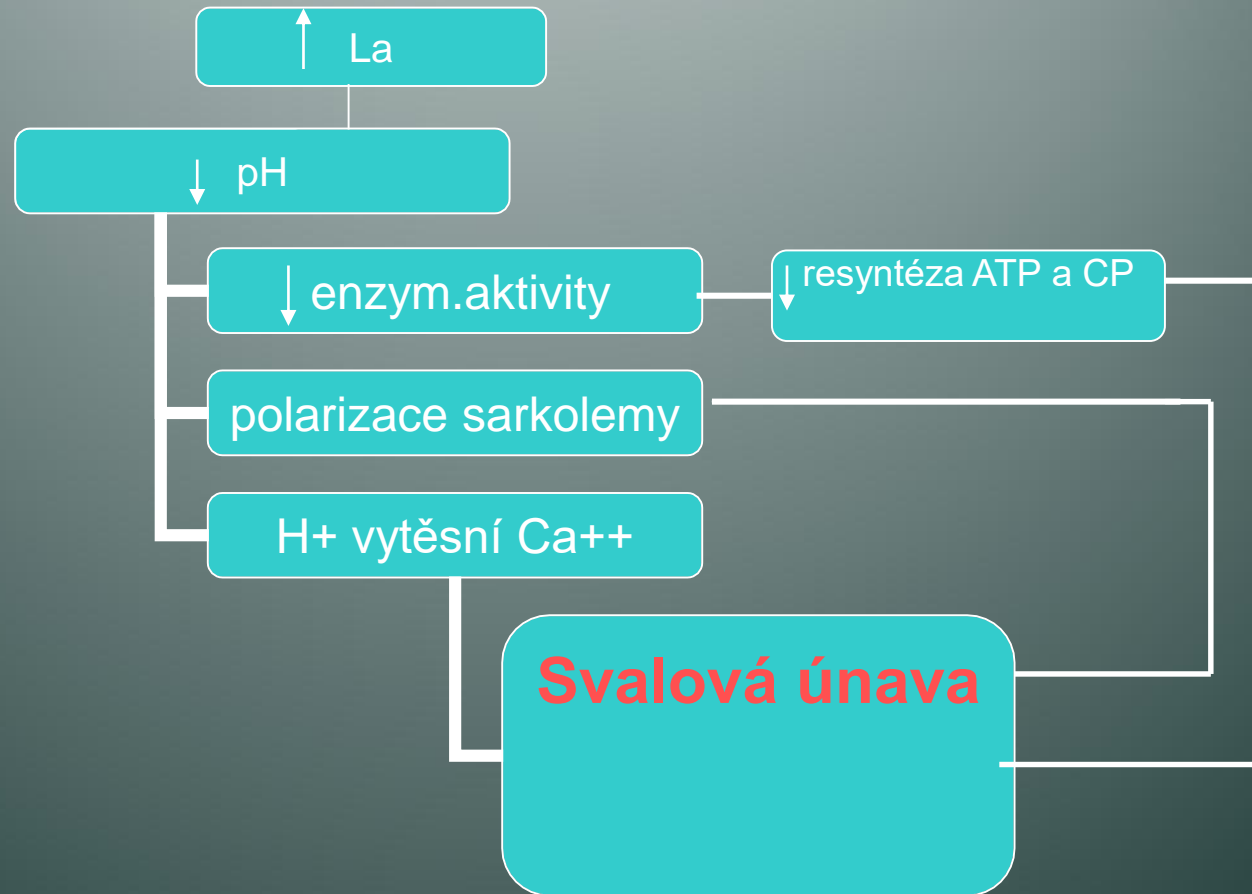 ↑ La
↓ pH
↓ enzym.aktivity
↓ resyntéza ATP a CP
polarizace sarkolemy
H+ vytěsní Ca++
Svalová únava